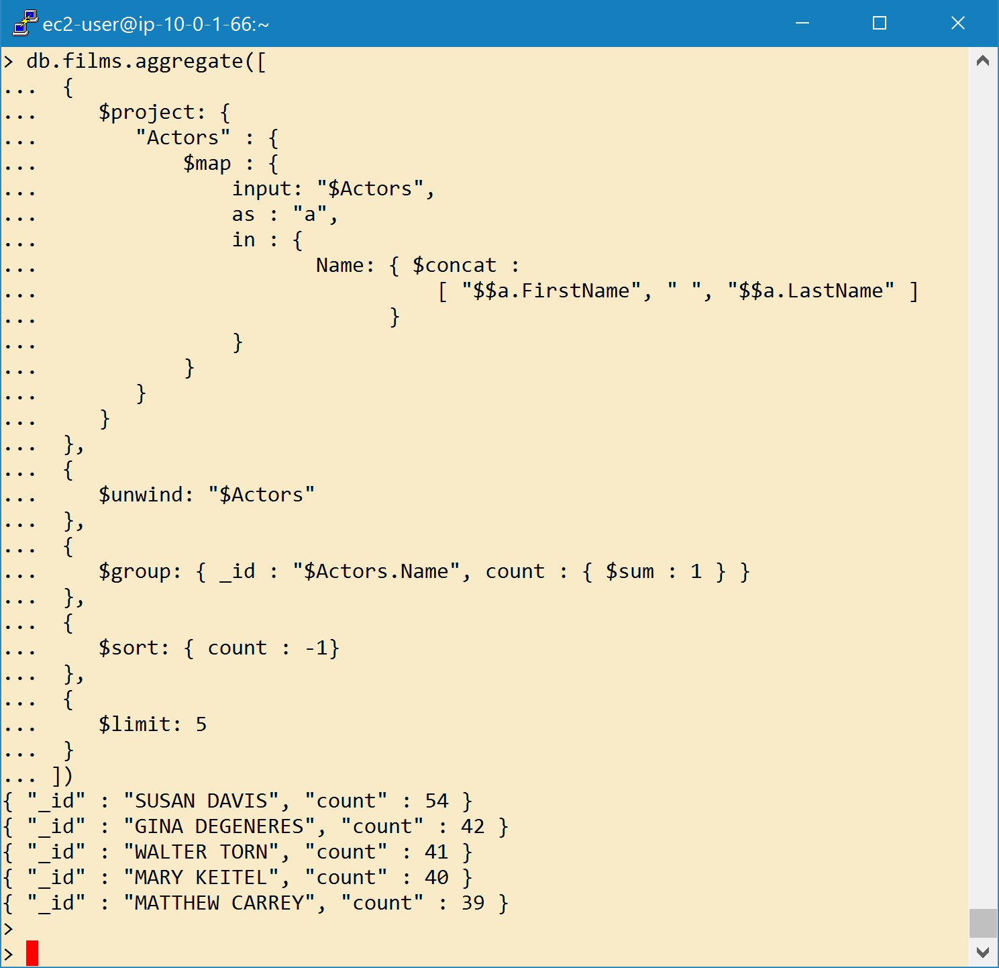 ec2-user@ip-10-0-1-66:~
> db.films.aggregate([
...  {
...     $project: {
...        "Actors" : {
...            $map : {
...                input: "$Actors",
...                as : "a",
...                in : {
...                       Name: { $concat :
...                                 [ "$$a.FirstName", " ", "$$a.LastName" ]
...                             }
...                }
...            }
...        }
...     }
...  },
...  {
...     $unwind: "$Actors"
...  },
...  {
...     $group: { _id : "$Actors.Name", count : { $sum : 1 } }
...  },
...  {
...     $sort: { count : -1}
...  },
...  {
...     $limit: 5
...  }
... ])
{ "_id" : "SUSAN DAVIS", "count" : 54 }
{ "_id" : "GINA DEGENERES", "count" : 42 }
{ "_id" : "WALTER TORN", "count" : 41 }
{ "_id" : "MARY KEITEL", "count" : 40 }
{ "_id" : "MATTHEW CARREY", "count" : 39 }
>
>